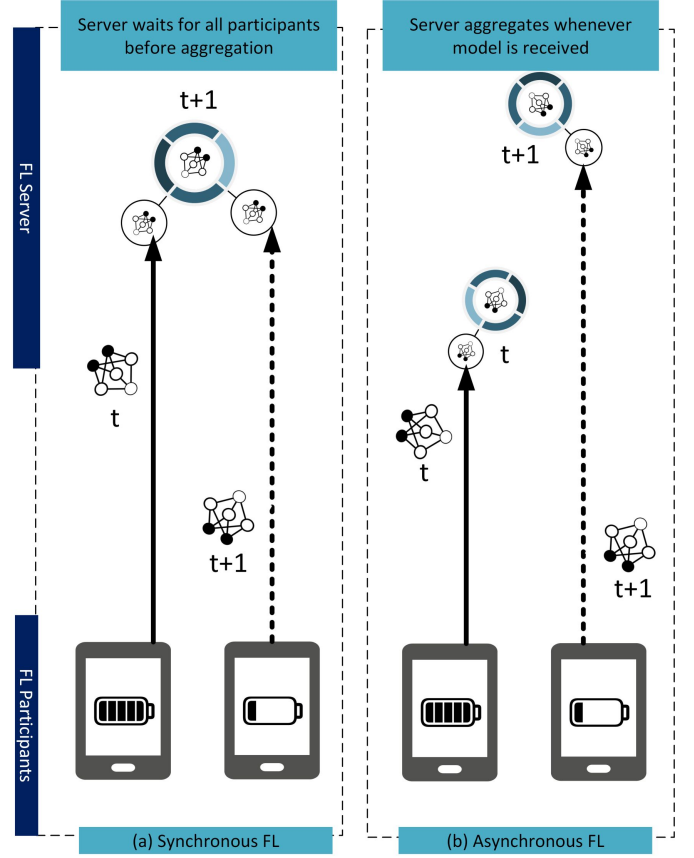 Server waits for all participants
before aggregation
t+1
t
t+1
(a) Synchronous FL
Server aggregates whenever
model is received
t+1
t
t
t+1
(b) Asynchronous FL
FL Server
FL Participants